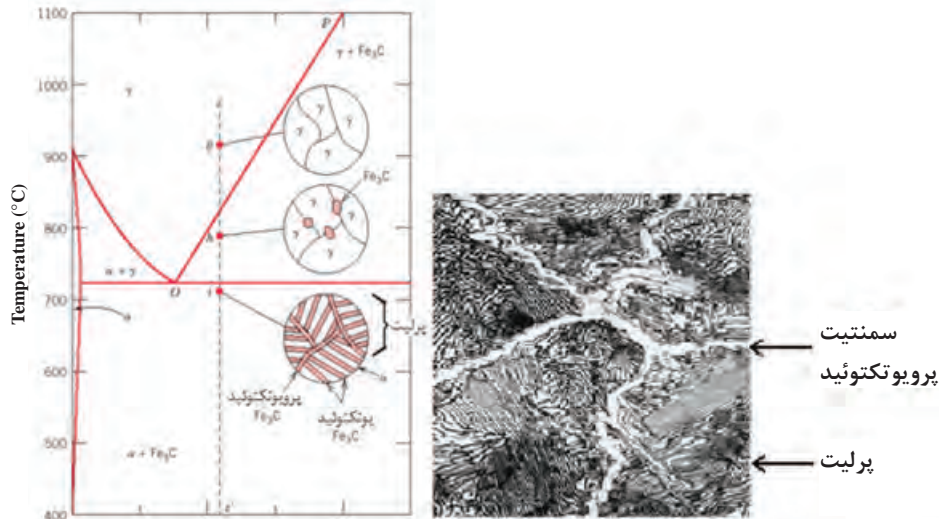 1100
1000
900
800
700
600
500
400
Temperature (°C)
P
γ + Fe₃C
γ
z
g
γ
γ
γ
γ
Fe₃C
h
γ
γ
γ
γ
α + γ
O
i
α
پرلیت
α
پرویوتکتوئید
Fe₃C
یوتکتوئید
Fe₃C
α + Fe₃C
z'
سمنتیت
پرویوتکتوئید
پرلیت